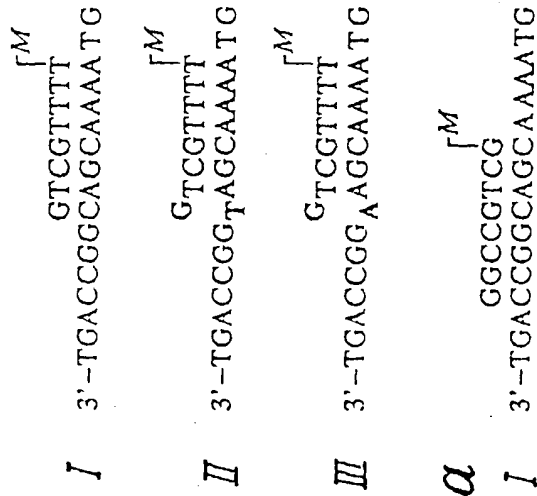 M
GTCGTTTT
I 3'-TGACCGGCAGCAAAATG
M
GTCGTTTT
II 3'-TGACCGGTAGCAAAATG
M
GTCGTTTT
III 3'-TGACCGGAAGCAAAATG
a
M
GGCCGTCG
I 3'-TGACCGGCAGCAAAATG